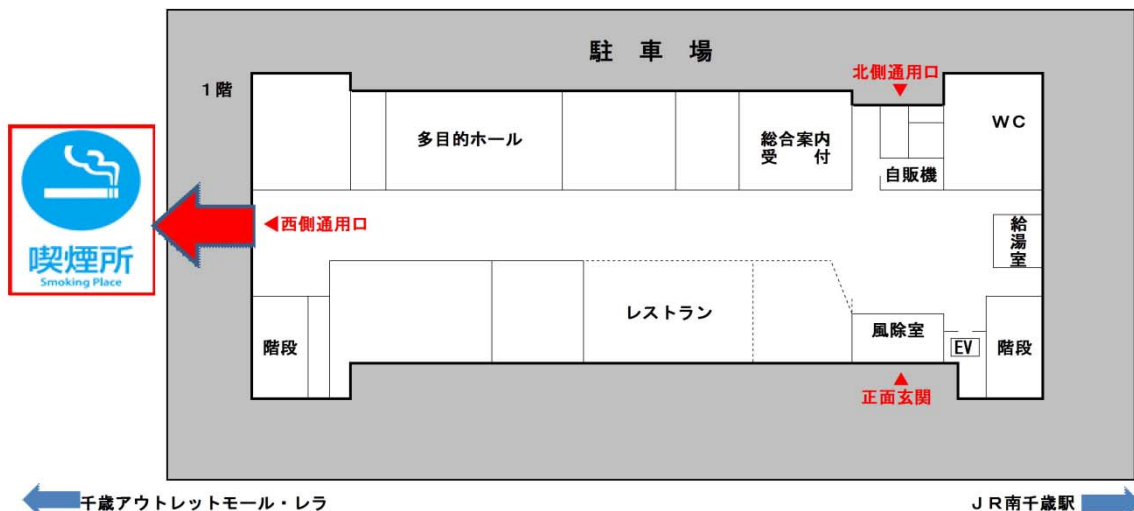 駐 車 場
1階
北側通用口
多目的ホール
総合案内
受 付
WC
自販機
◀西側通用口
給湯室
喫煙所
Smoking Place
レストラン
風除室
階段
EV
階段
正面玄関
千歳アウトレットモール・レラ
JR南千歳駅